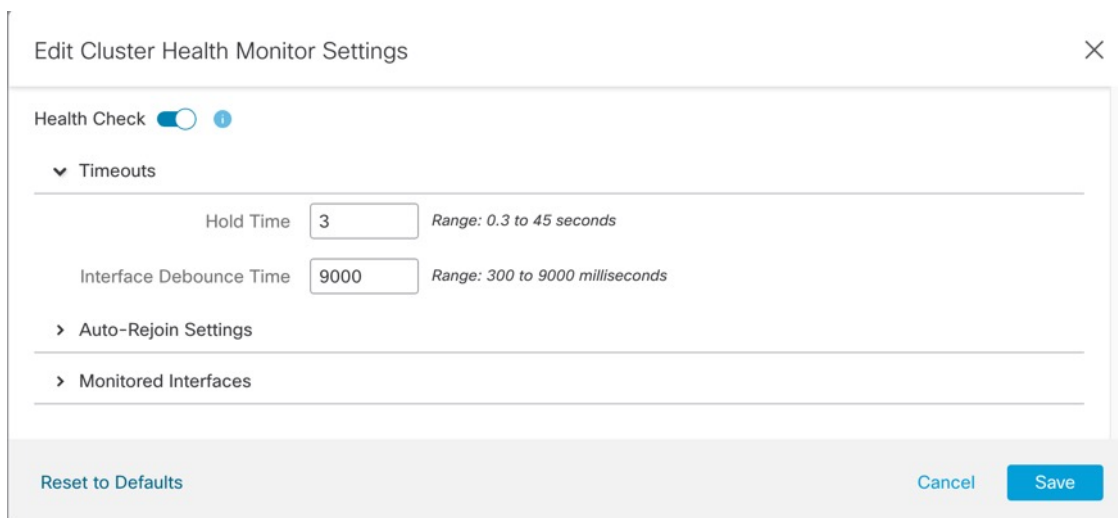 Edit Cluster Health Monitor Settings
Health Check
Timeouts
Hold Time 3 Range: 0.3 to 45 seconds
Interface Debounce Time 9000 Range: 300 to 9000 milliseconds
Auto-Rejoin Settings
Monitored Interfaces
Reset to Defaults Cancel Save